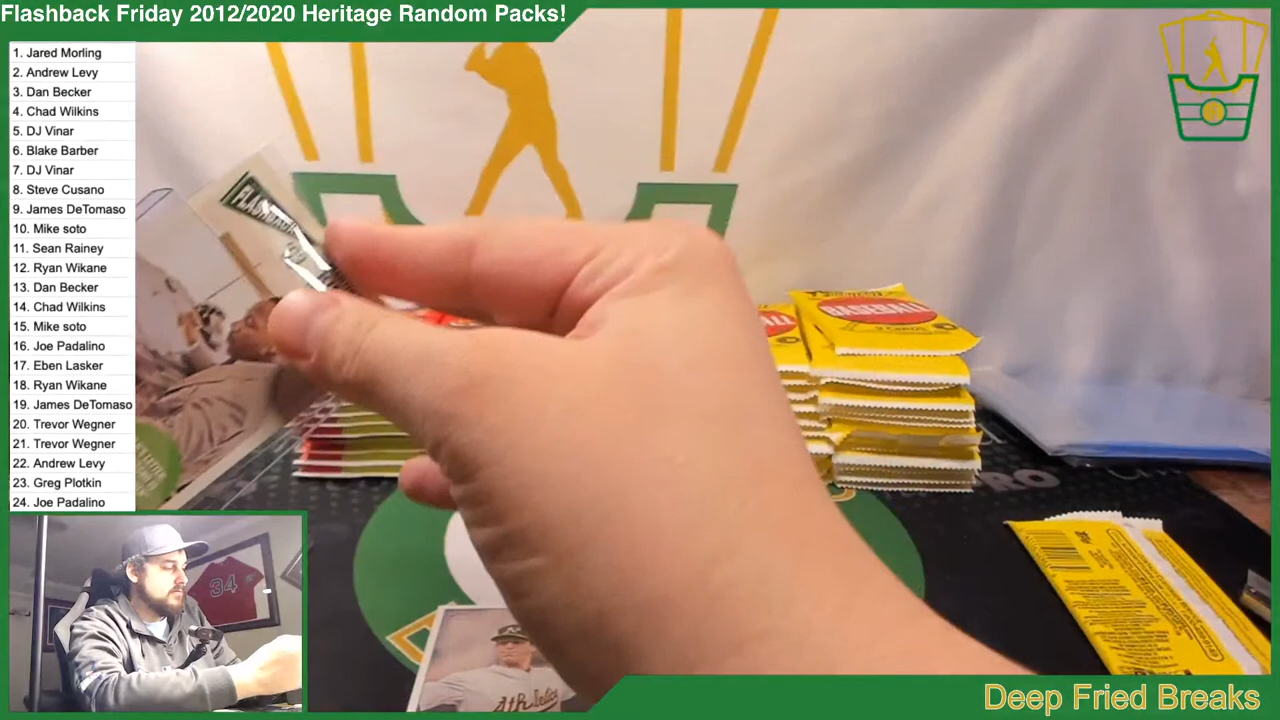 Flashback Friday 2012/2020 Heritage Random Packs!
1. Jared Morling
2. Andrew Levy
3. Dan Becker
4. Chad Wilkins
5. DJ Vinar
6. Blake Barber
7. DJ Vinar
8. Steve Cusano
9. James DeTomaso
10. Mike soto
11. Sean Rainey
12. Ryan Wikane
13. Dan Becker
14. Chad Wilkins
15. Mike soto
16. Joe Padalino
17. Eben Lasker
18. Ryan Wikane
19. James DeTomaso
20. Trevor Wegner
21. Trevor Wegner
22. Andrew Levy
23. Greg Plotkin
24. Joe Padalino
BASEBALL
34
Athletics
Deep Fried Breaks